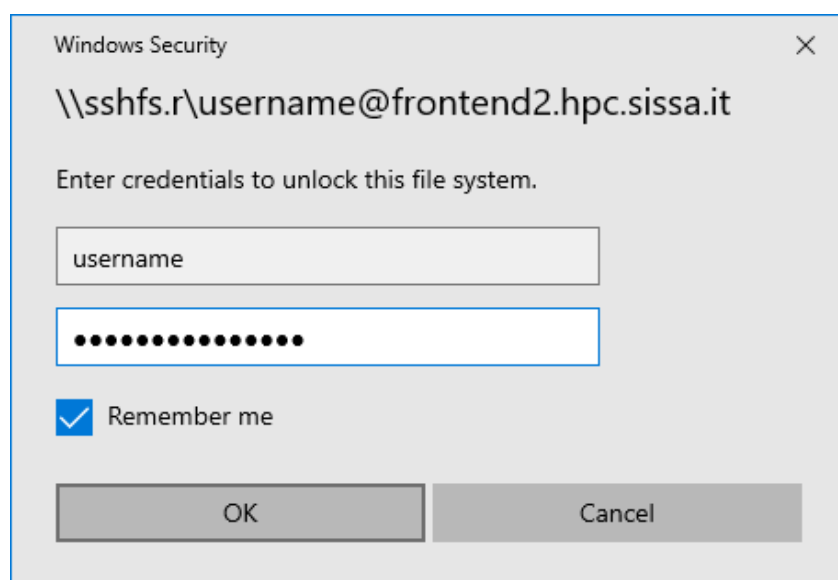 Windows Security
\\sshfs.r\username@frontend2.hpc.sissa.it
Enter credentials to unlock this file system.
username
●●●●●●●●●●●●●●●
Remember me
OK
Cancel